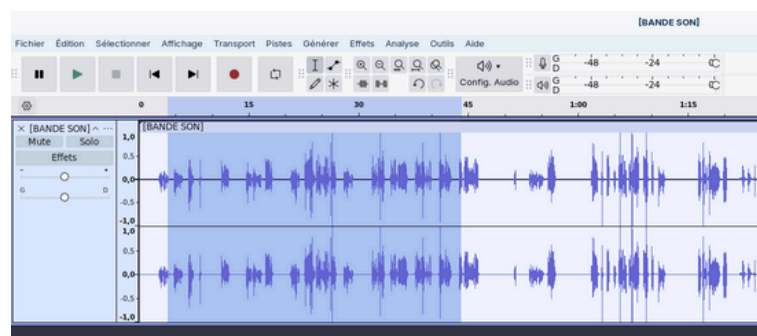 [BANDE SON]
Fichier Édition Sélectionner Affichage Transport Pistes Générer Effets Analyse Outils Aide
Config. Audio
G D -48 -24 0
G D -48 -24 0
0 15 30 45 1:00 1:15
× [BANDE SON] ...
Mute Solo
Effets
- +
G D
[BANDE SON]
1,0
0,5-
0,0-
-0,5-
-1,0
1,0
0,5-
0,0-
-0,5-
-1,0